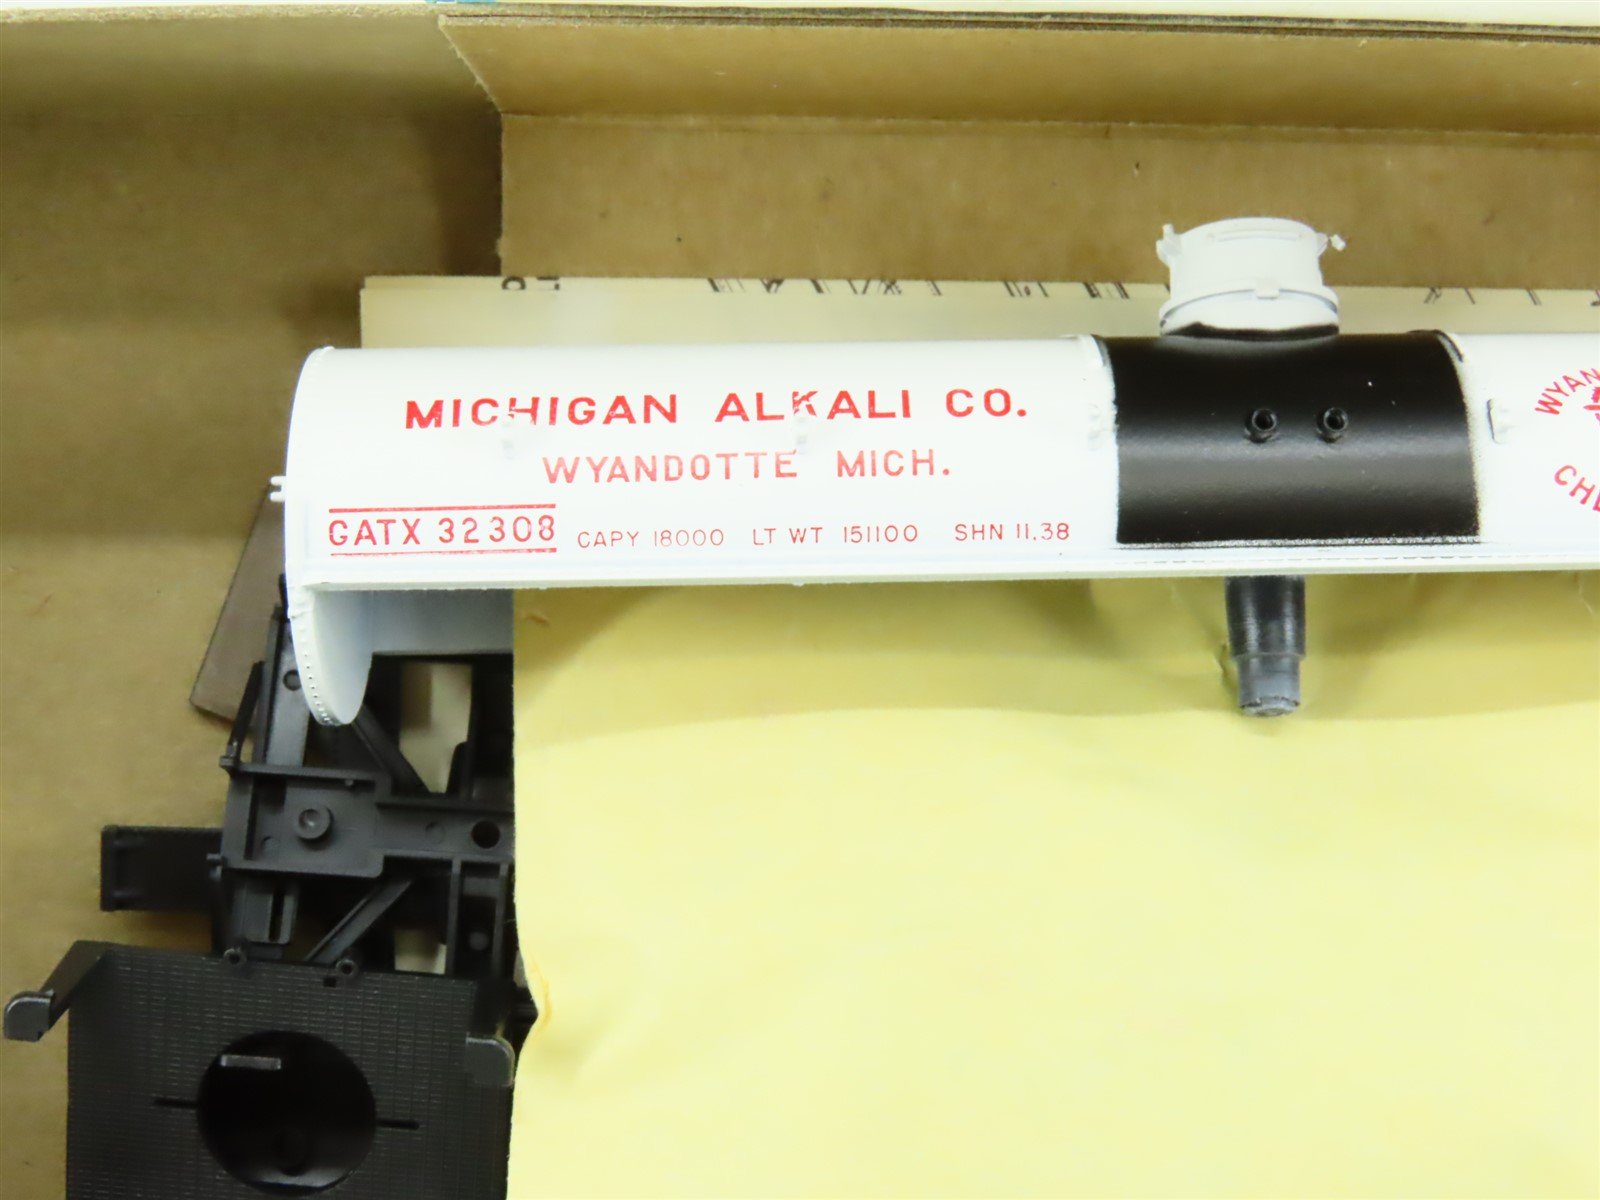 MICHIGAN ALKALI CO.
WYANDOTTE MICH.
GATX 32308 CAPY 18000 LT WT 151100 SHN 11.38